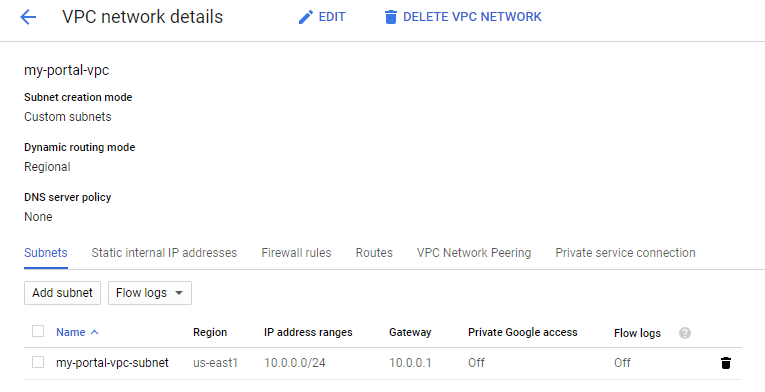 VPC network details EDIT DELETE VPC NETWORK
my-portal-vpc
Subnet creation mode
Custom subnets
Dynamic routing mode
Regional
DNS server policy
None
Subnets Static internal IP addresses Firewall rules Routes VPC Network Peering Private service connection
Add subnet Flow logs
Name Region IP address ranges Gateway Private Google access Flow logs ?
my-portal-vpc-subnet us-east1 10.0.0.0/24 10.0.0.1 Off Off